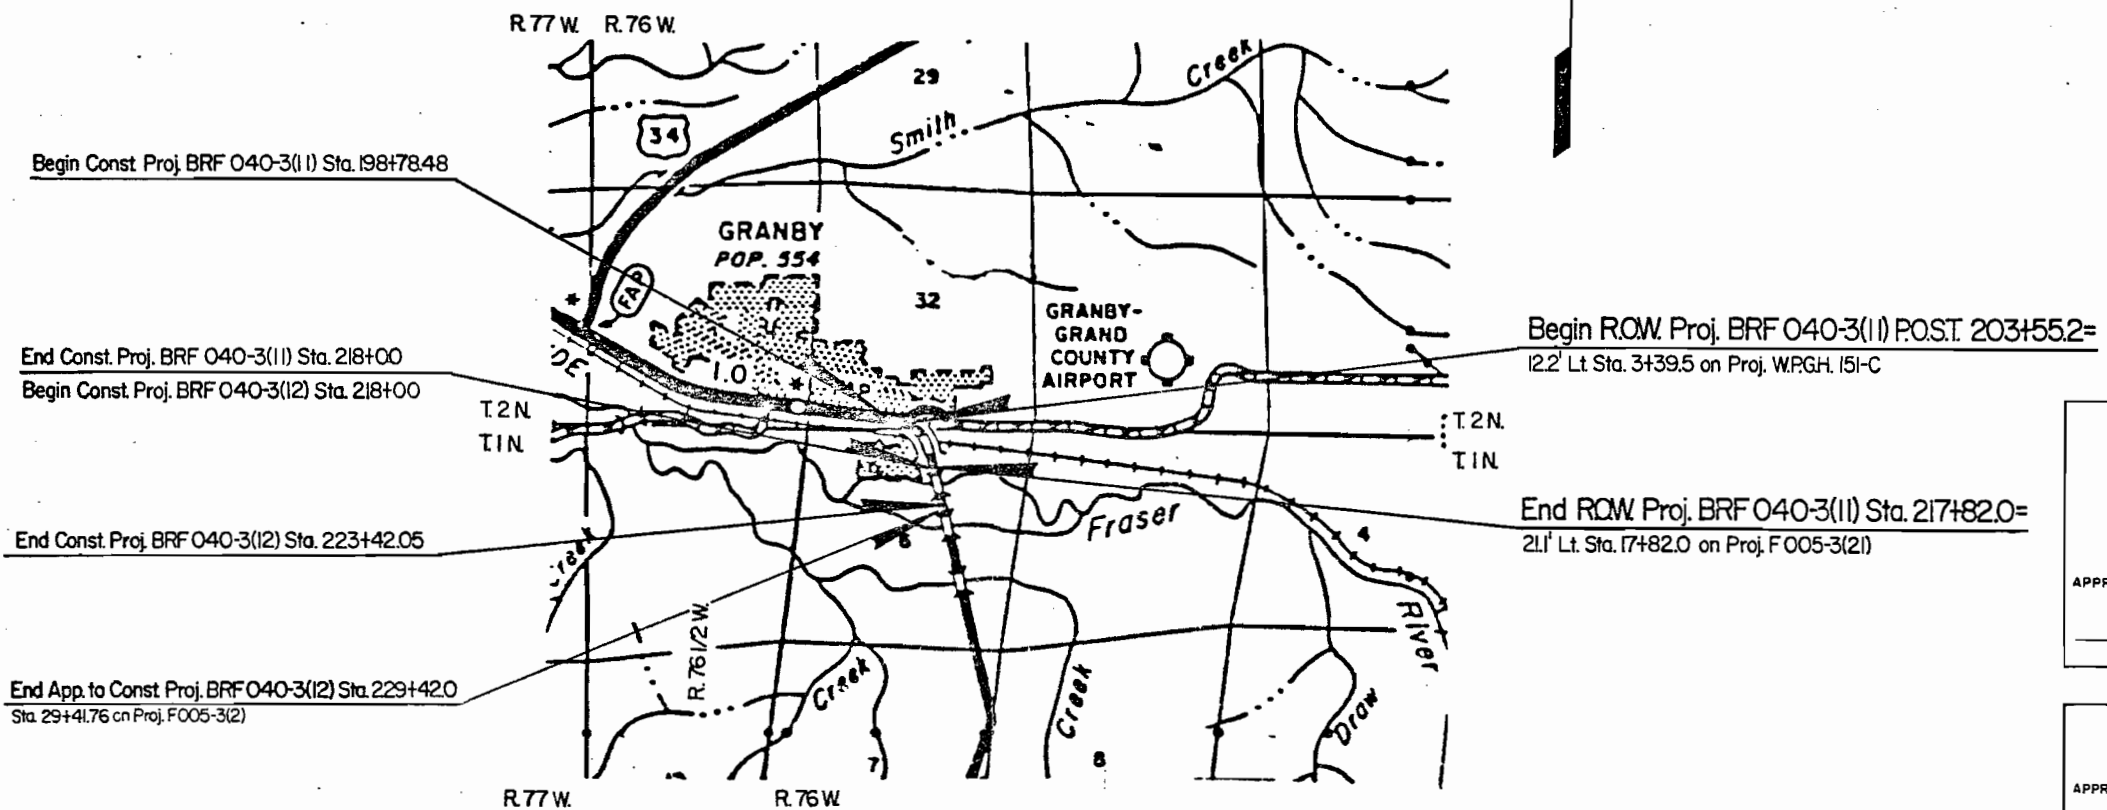 R.77 W. R.76 W.
29
Creek
Smith
34
Begin Const. Proj. BRF 040-3(11) Sta. 198+78.48
GRANBY
POP. 554
FAP
32
GRANBY-
GRAND
COUNTY
AIRPORT
Begin R.O.W. Proj. BRF 040-3(11) P.O.S.T. 203+55.2=
12.2' Lt. Sta. 3+39.5 on Proj. W.P.G.H. 151-C
End Const. Proj. BRF 040-3(11) Sta. 218+00
Begin Const. Proj. BRF 040-3(12) Sta. 218+00
1.0
T.2 N.
T.1 N.
T.2 N.
T.1 N.
End R.O.W. Proj. BRF 040-3(11) Sta. 217+82.0=
21.1' Lt. Sta. 17+82.0 on Proj. F 005-3(21)
Fraser
4
End Const. Proj. BRF 040-3(12) Sta. 223+42.05
6
Creek
River
APPR
R. 76 1/2 W.
End App. to Const. Proj. BRF 040-3(12) Sta. 229+42.0
Sta. 29+41.76 on Proj. F 005-3(2)
Creek
Creek
Draw
7
8
R.77 W. R.76 W.
APPR